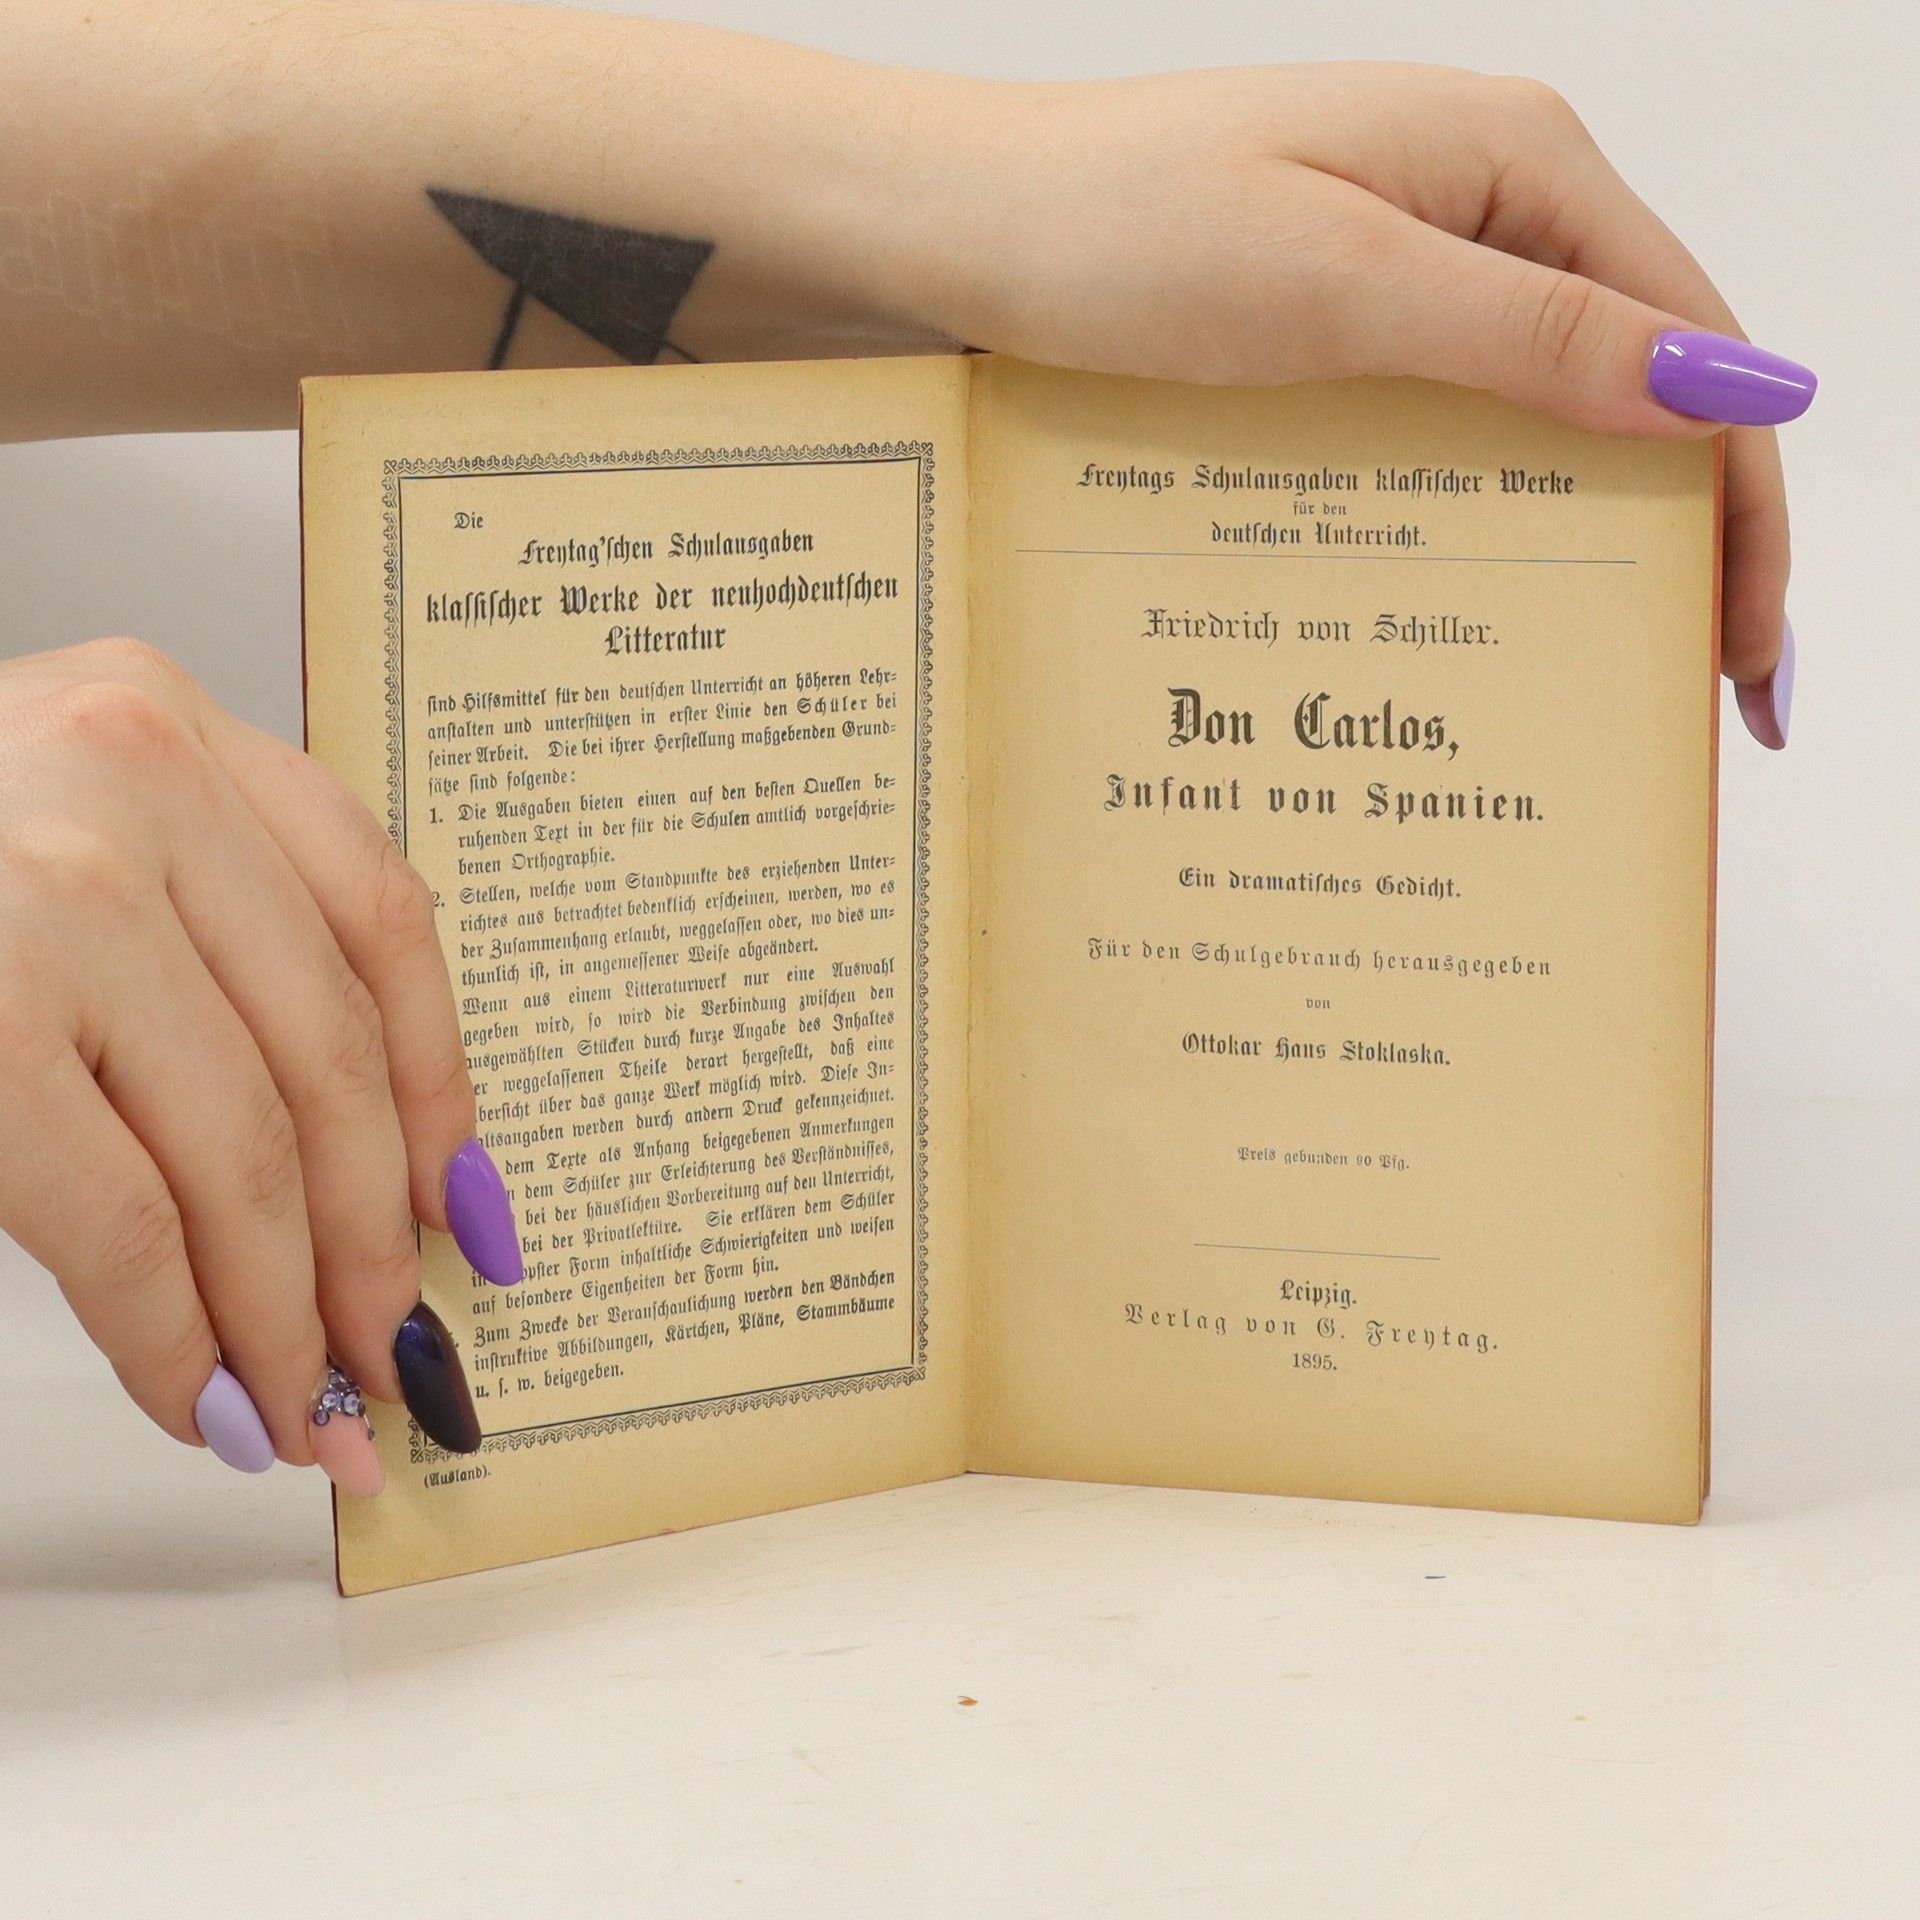 Die
Freytag'schen Schulausgaben
klassischer Werke der neuhochdeutschen
Litteratur
sind Hilfsmittel für den deutschen Unterricht an höheren Lehr-
anstalten und unterstützen in erster Linie den Schüler bei
seiner Arbeit. Die bei ihrer Herstellung maßgebenden Grund-
sätze sind folgende:
1. Die Ausgaben bieten einen auf den besten Quellen be-
ruhenden Text in der für die Schulen amtlich vorgeschrie-
benen Orthographie.
2. Stellen, welche vom Standpunkte des erziehenden Unter-
richtes aus betrachtet bedenklich erscheinen, werden, wo es
der Zusammenhang erlaubt, weggelassen oder, wo dies un-
thunlich ist, in angemessener Weise abgeändert.
Wenn aus einem Litteraturwerk nur eine Auswahl
gegeben wird, so wird die Verbindung zwischen den
ausgewählten Stücken durch kurze Angabe des Inhaltes
er weggelassenen Theile derart hergestellt, daß eine
bersicht über das ganze Werk möglich wird. Diese In-
altsangaben werden durch andern Druck gekennzeichnet.
dem Texte als Anhang beigegebenen Anmerkungen
n dem Schüler zur Erleichterung des Verständnisses,
bei der häuslichen Vorbereitung auf den Unterricht,
bei der Privatlektüre. Sie erklären dem Schüler
in ppster Form inhaltliche Schwierigkeiten und weisen
auf besondere Eigenheiten der Form hin.
Zum Zwecke der Veranschaulichung werden den Bändchen
instruktive Abbildungen, Kärtchen, Pläne, Stammbäume
u. s. w. beigegeben.
(Ausland).
Freytags Schulausgaben klassischer Werke
für den
deutschen Unterricht.
Friedrich von Schiller.
Don Carlos,
Infant von Spanien.
Ein dramatisches Gedicht.
Für den Schulgebrauch herausgegeben
von
Ottokar Hans Stoklaska.
Preis gebunden 90 Pfg.
Leipzig.
Verlag von G. Freytag.
1895.